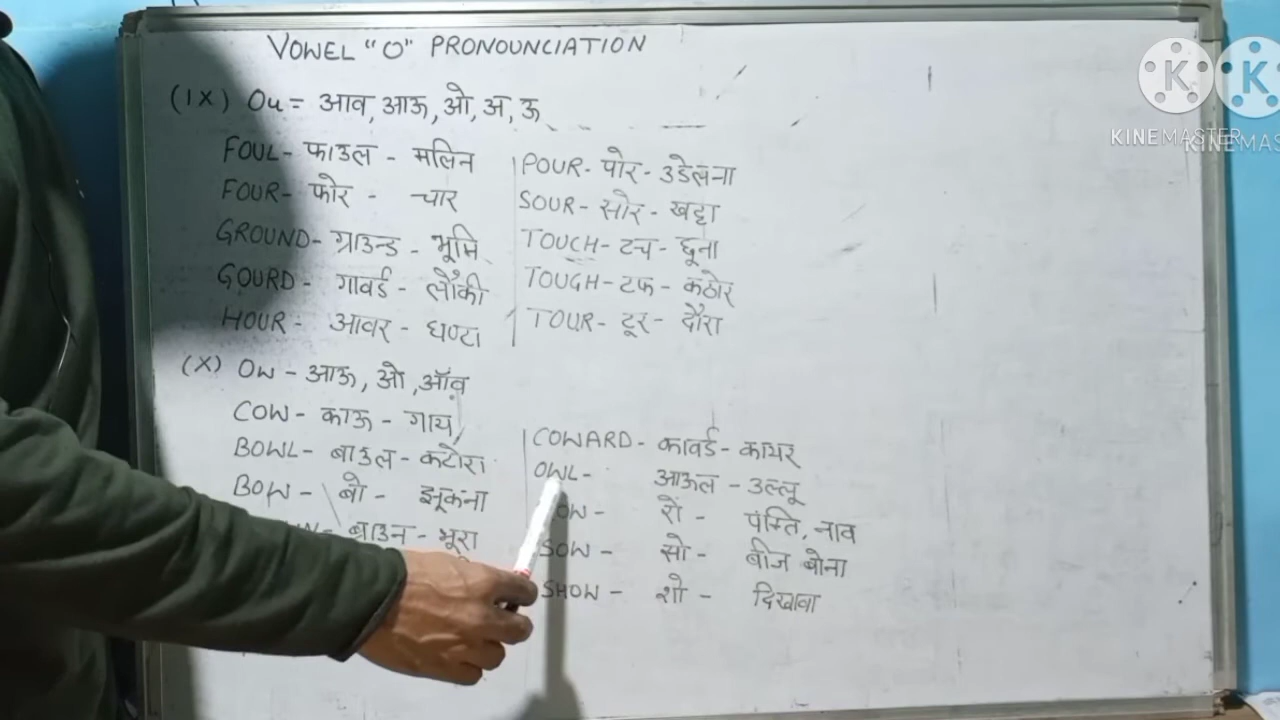 VOWEL "O" PRONOUNCIATION
(IX) Ou = आव, आऊ, ओ, अ, ऊ
FOUL - फाउल - मलिन
FOUR - फोर - चार
GROUND - ग्राउन्ड - भूमि
GOURD - गावर्ड - लौकी
HOUR - आवर - घण्टा
POUR - पोर - उडेलना
SOUR - सोर - खट्टा
TOUCH - टच - छूना
TOUGH - टफ - कठोर
TOUR - टूर - दौरा
(X) Ow - आऊ, ओ, ऑव
COW - काऊ - गाय
BOWL - बाउल - कटोरा
BOW - बो - झूकना
बाउन - भूरा
COWARD - कावर्ड - कायर
OWL - आऊल - उल्लू
OW - रो - पंक्ति, नाव
SOW - सो - बीज बोना
SHOW - शो - दिखावा
KINEMASTER
KINEMAS